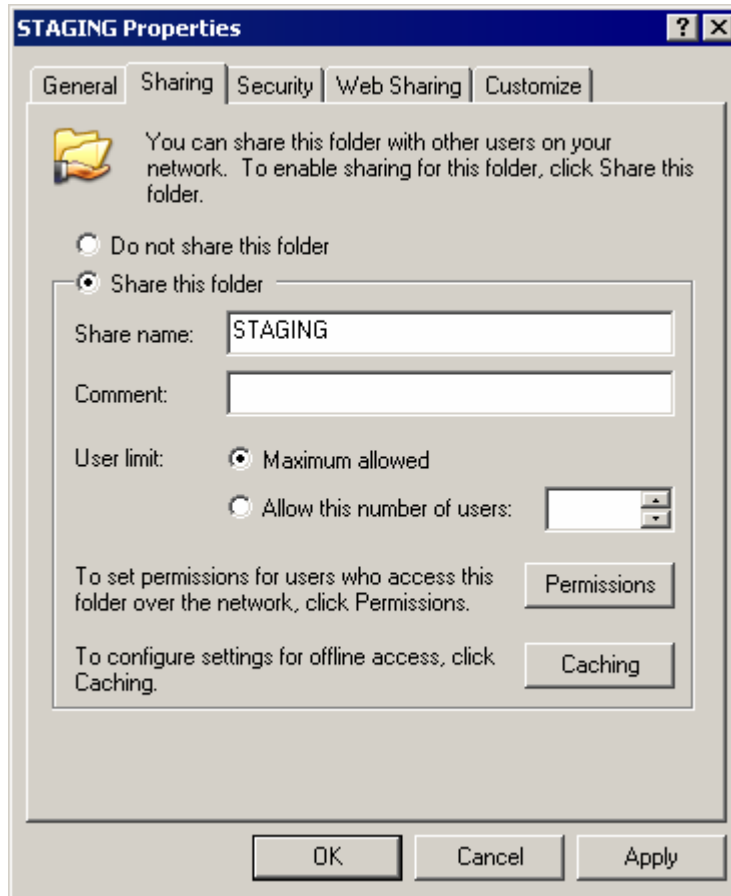 STAGING Properties
General Sharing Security Web Sharing Customize
You can share this folder with other users on your
network. To enable sharing for this folder, click Share this
folder.
Do not share this folder
Share this folder
Share name: STAGING
Comment:
User limit: Maximum allowed
Allow this number of users:
To set permissions for users who access this
folder over the network, click Permissions.
Permissions
To configure settings for offline access, click
Caching.
Caching
OK Cancel Apply